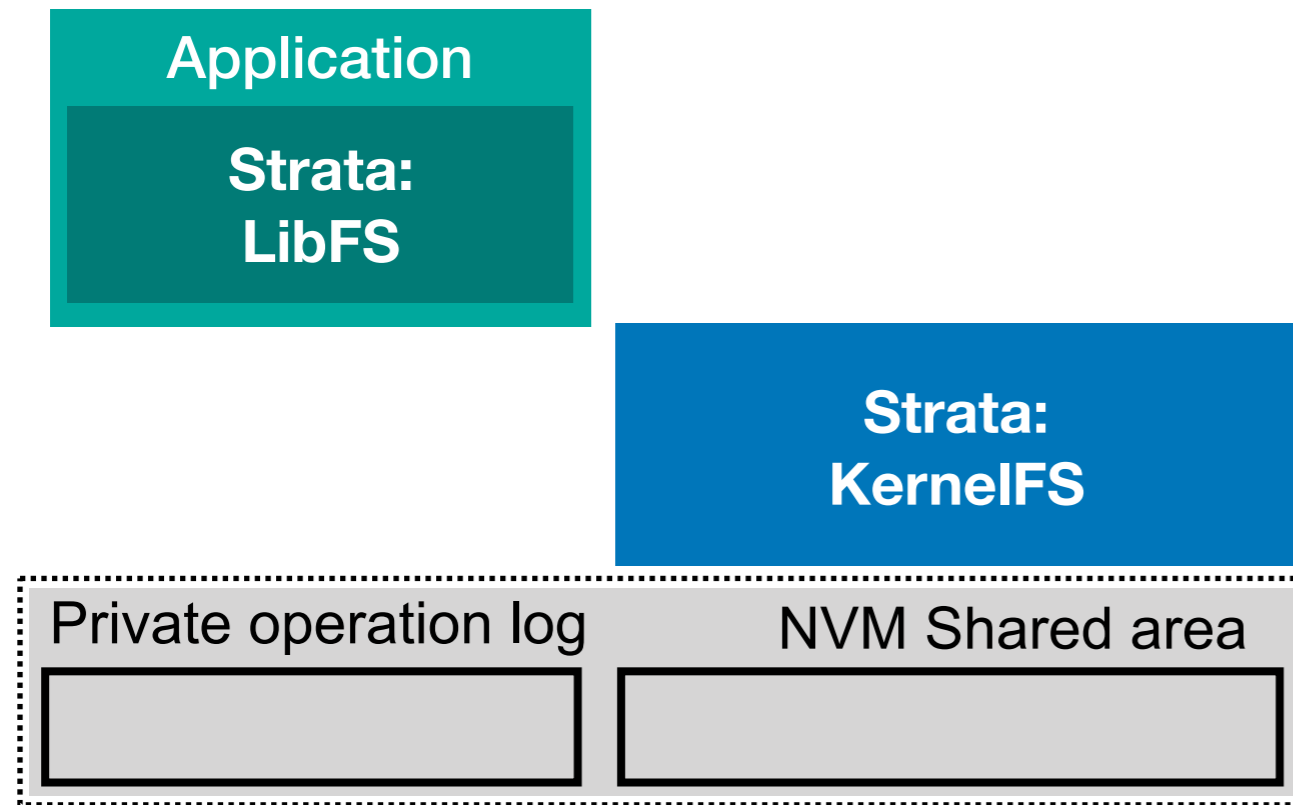 Application
Strata:
LibFS
Strata:
KernelFS
Private operation log
NVM Shared area